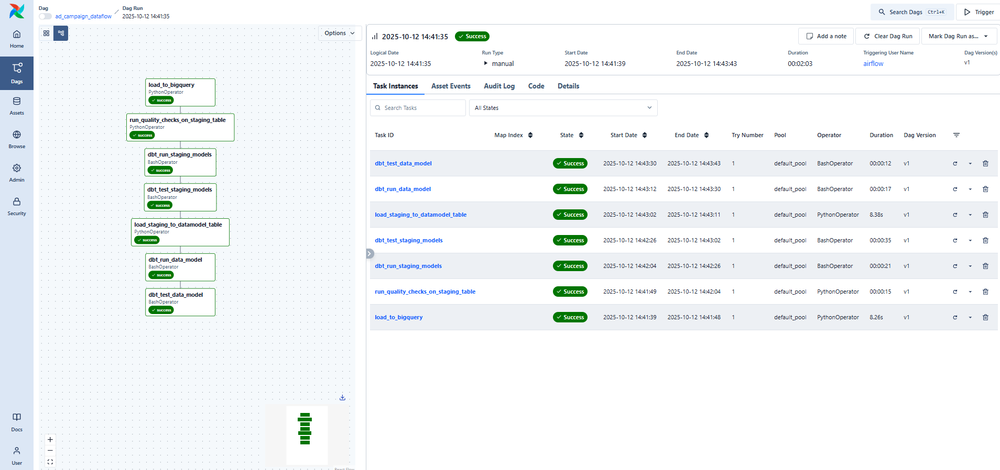 Dag
ad_campaign_dataflow
Dag Run
2025-10-12 14:41:35
Search Dags Ctrl+K
Trigger
Home
Dags
Assets
Browse
Admin
Security
Docs
User
Options
load_to_bigquery
PythonOperator
success
run_quality_checks_on_staging_table
PythonOperator
success
dbt_run_staging_models
BashOperator
success
dbt_test_staging_models
BashOperator
success
load_staging_to_datamodel_table
PythonOperator
success
dbt_run_data_model
BashOperator
success
dbt_test_data_model
BashOperator
success
React Flow
2025-10-12 14:41:35 Success
Add a note
Clear Dag Run
Mark Dag Run as...
Logical Date Run Type Start Date End Date Duration Triggering User Name Dag Version(s)
2025-10-12 14:41:35 manual 2025-10-12 14:41:39 2025-10-12 14:43:43 00:02:03 airflow v1
Task Instances Asset Events Audit Log Code Details
Search Tasks
All States
Task ID Map Index State Start Date End Date Try Number Pool Operator Duration Dag Version
dbt_test_data_model Success 2025-10-12 14:43:30 2025-10-12 14:43:43 1 default_pool BashOperator 00:00:12 v1
dbt_run_data_model Success 2025-10-12 14:43:12 2025-10-12 14:43:30 1 default_pool BashOperator 00:00:17 v1
load_staging_to_datamodel_table Success 2025-10-12 14:43:02 2025-10-12 14:43:11 1 default_pool PythonOperator 8.38s v1
dbt_test_staging_models Success 2025-10-12 14:42:26 2025-10-12 14:43:02 1 default_pool BashOperator 00:00:35 v1
dbt_run_staging_models Success 2025-10-12 14:42:04 2025-10-12 14:42:26 1 default_pool BashOperator 00:00:21 v1
run_quality_checks_on_staging_table Success 2025-10-12 14:41:49 2025-10-12 14:42:04 1 default_pool PythonOperator 00:00:15 v1
load_to_bigquery Success 2025-10-12 14:41:39 2025-10-12 14:41:48 1 default_pool PythonOperator 8.26s v1